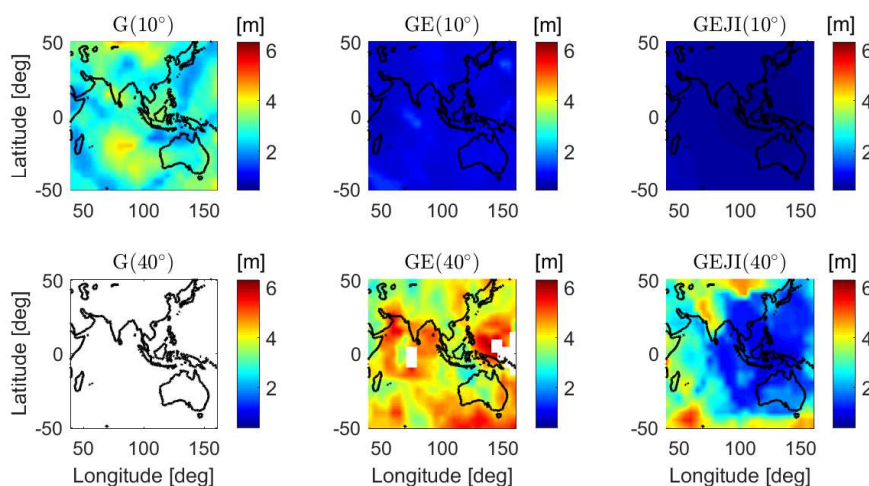 G(10°) [m] GE(10°) [m] GEJI(10°) [m]
50 6 50 6 50 6
Latitude [deg] 0 4 0 4 0 4
2 2 2
-50 -50 -50
50 100 150 50 100 150 50 100 150
G(40°) [m] GE(40°) [m] GEJI(40°) [m]
50 6 50 6 50 6
Latitude [deg] 0 4 0 4 0 4
2 2 2
-50 -50 -50
50 100 150 50 100 150 50 100 150
Longitude [deg] Longitude [deg] Longitude [deg]